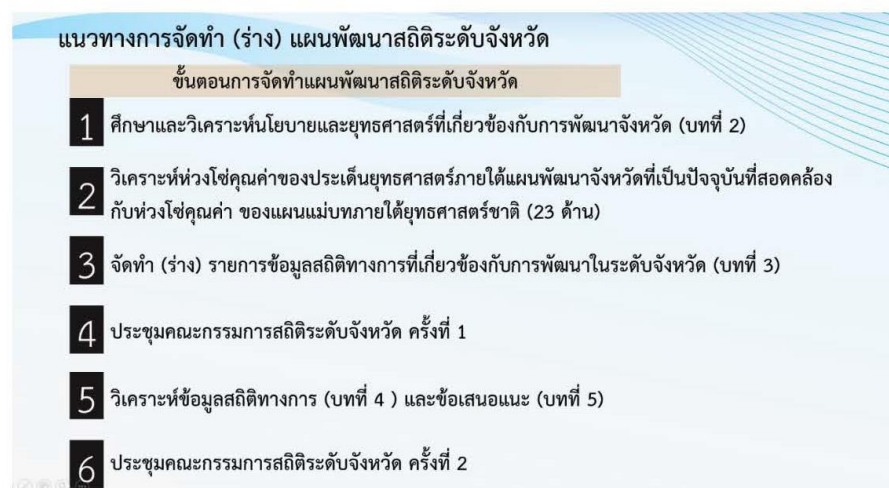 แนวทางการจัดทำ (ร่าง) แผนพัฒนาสถิติระดับจังหวัด
ขั้นตอนการจัดทำแผนพัฒนาสถิติระดับจังหวัด
1 ศึกษาและวิเคราะห์นโยบายและยุทธศาสตร์ที่เกี่ยวข้องกับการพัฒนาจังหวัด (บทที่ 2)
2 วิเคราะห์ห่วงโซ่คุณค่าของประเด็นยุทธศาสตร์ภายใต้แผนพัฒนาจังหวัดที่เป็นปัจจุบันที่สอดคล้อง
กับห่วงโซ่คุณค่า ของแผนแม่บทภายใต้ยุทธศาสตร์ชาติ (23 ด้าน)
3 จัดทำ (ร่าง) รายการข้อมูลสถิติทางการที่เกี่ยวข้องกับการพัฒนาในระดับจังหวัด (บทที่ 3)
4 ประชุมคณะกรรมการสถิติระดับจังหวัด ครั้งที่ 1
5 วิเคราะห์ข้อมูลสถิติทางการ (บทที่ 4 ) และข้อเสนอแนะ (บทที่ 5)
6 ประชุมคณะกรรมการสถิติระดับจังหวัด ครั้งที่ 2